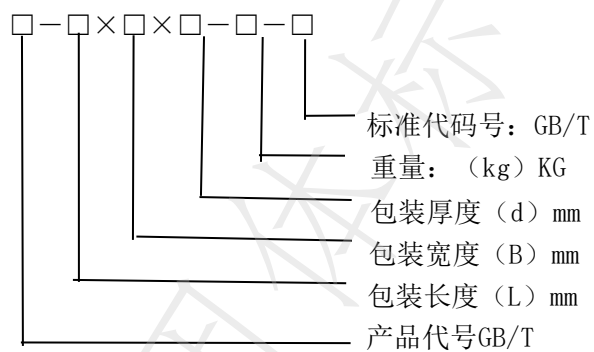 □-□×□×□-□-□
标准代码号：GB/T
重量：（kg）KG
包装厚度（d）mm
包装宽度（B）mm
包装长度（L）mm
产品代号GB/T